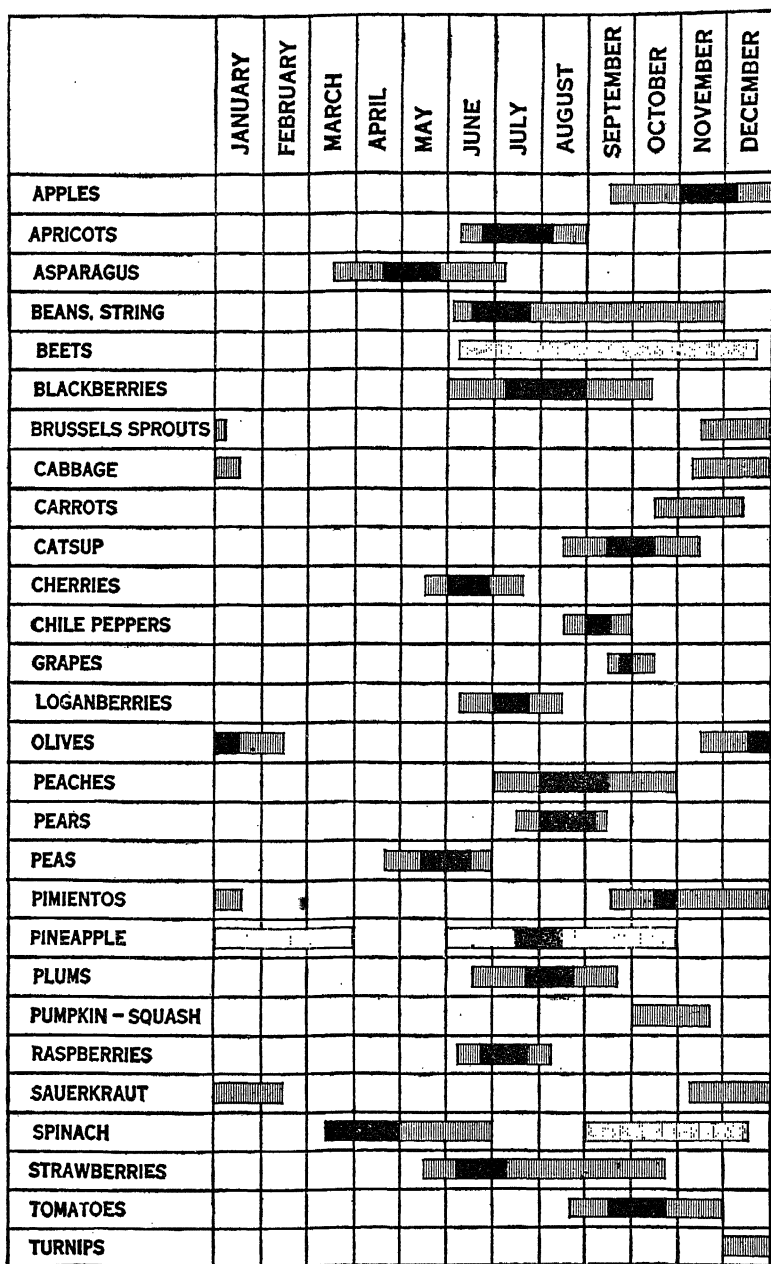 JANUARY
FEBRUARY
MARCH
APRIL
MAY
JUNE
JULY
AUGUST
SEPTEMBER
OCTOBER
NOVEMBER
DECEMBER
APPLES
APRICOTS
ASPARAGUS
BEANS, STRING
BEETS
BLACKBERRIES
BRUSSELS SPROUTS
CABBAGE
CARROTS
CATSUP
CHERRIES
CHILE PEPPERS
GRAPES
LOGANBERRIES
OLIVES
PEACHES
PEARS
PEAS
PIMIENTOS
PINEAPPLE
PLUMS
PUMPKIN – SQUASH
RASPBERRIES
SAUERKRAUT
SPINACH
STRAWBERRIES
TOMATOES
TURNIPS